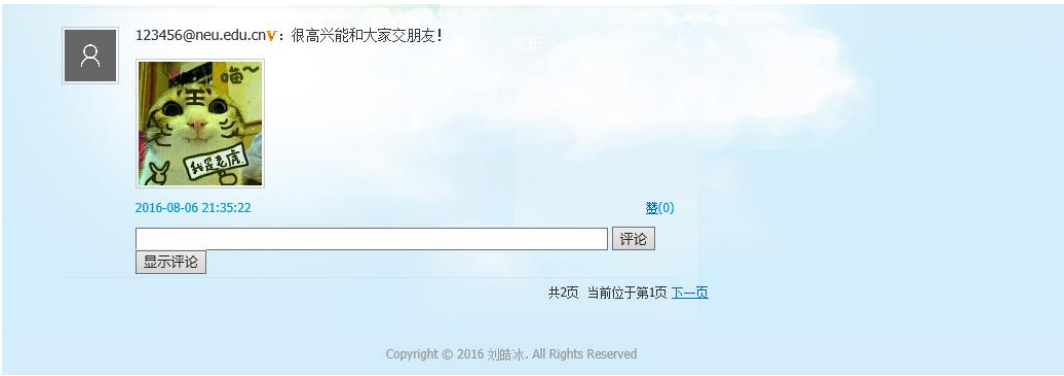 123456@neu.edu.cnV：很高兴能和大家交朋友！
嗷~
王
我是老虎
2016-08-06 21:35:22
赞(0)
评论
显示评论
共2页 当前位于第1页 下一页
Copyright © 2016 刘皓冰. All Rights Reserved